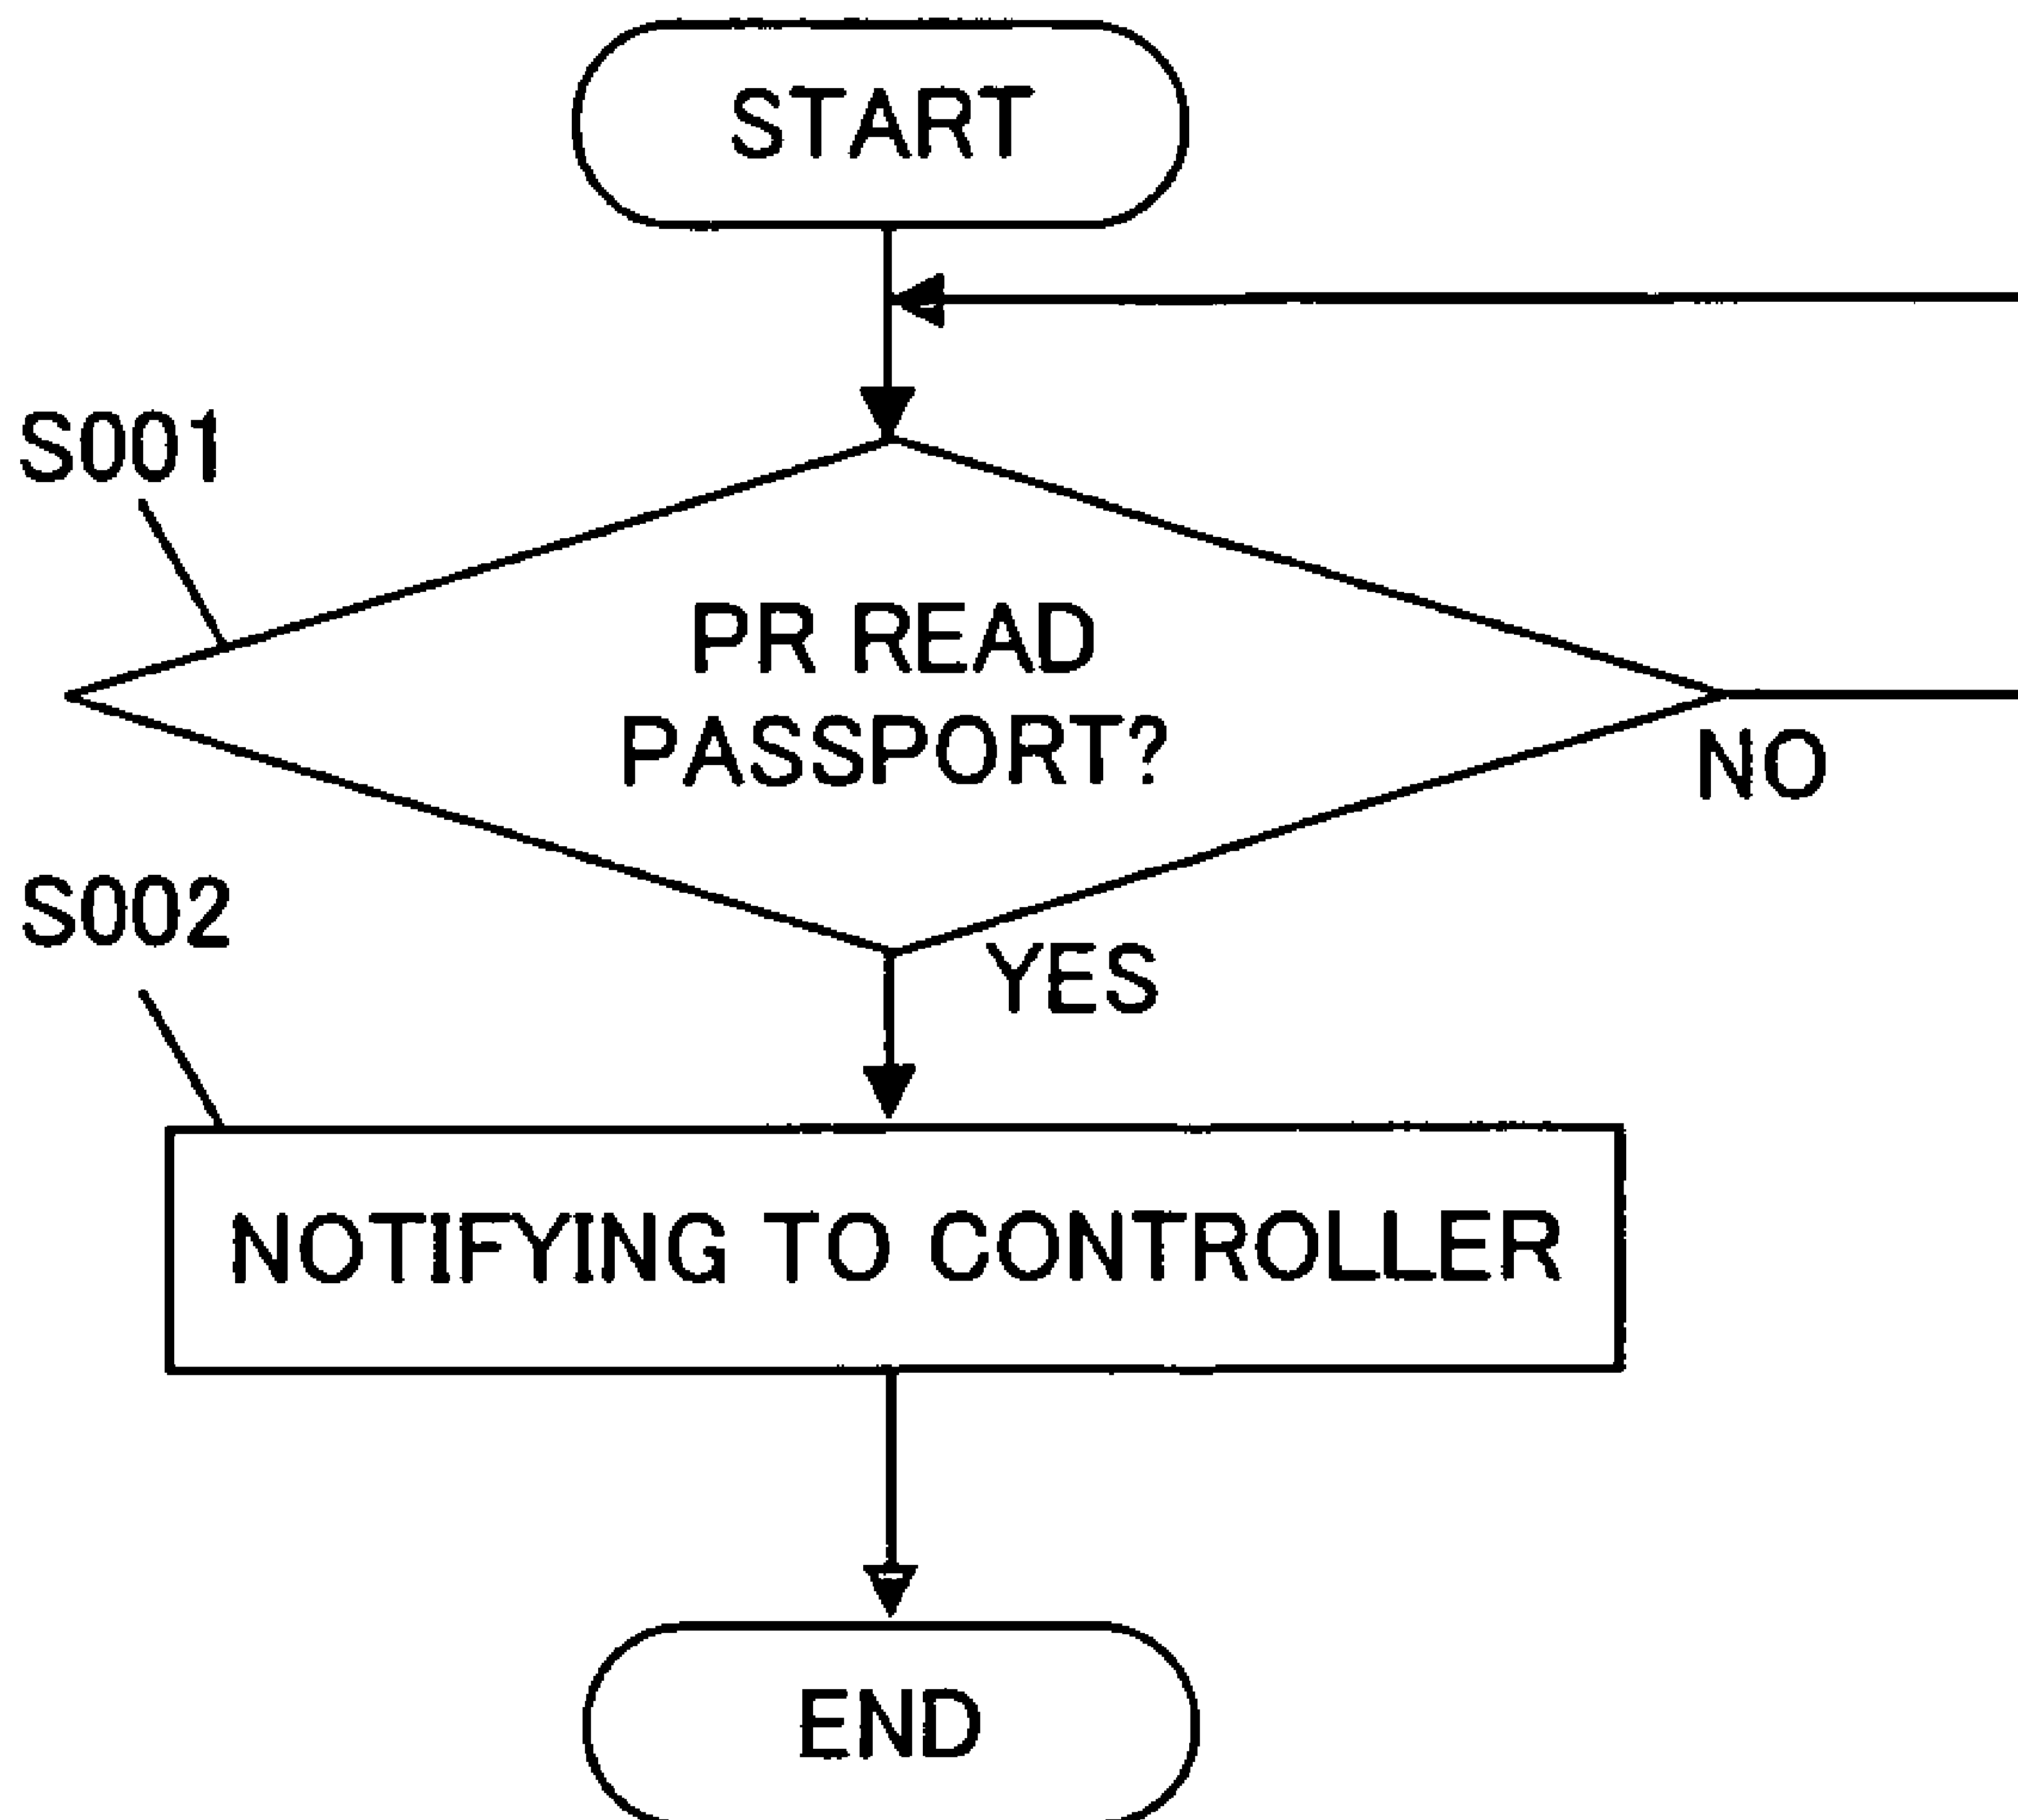 START
S001
PR READ
PASSPORT?
NO
S002
YES
NOTIFYING TO CONTROLLER
END